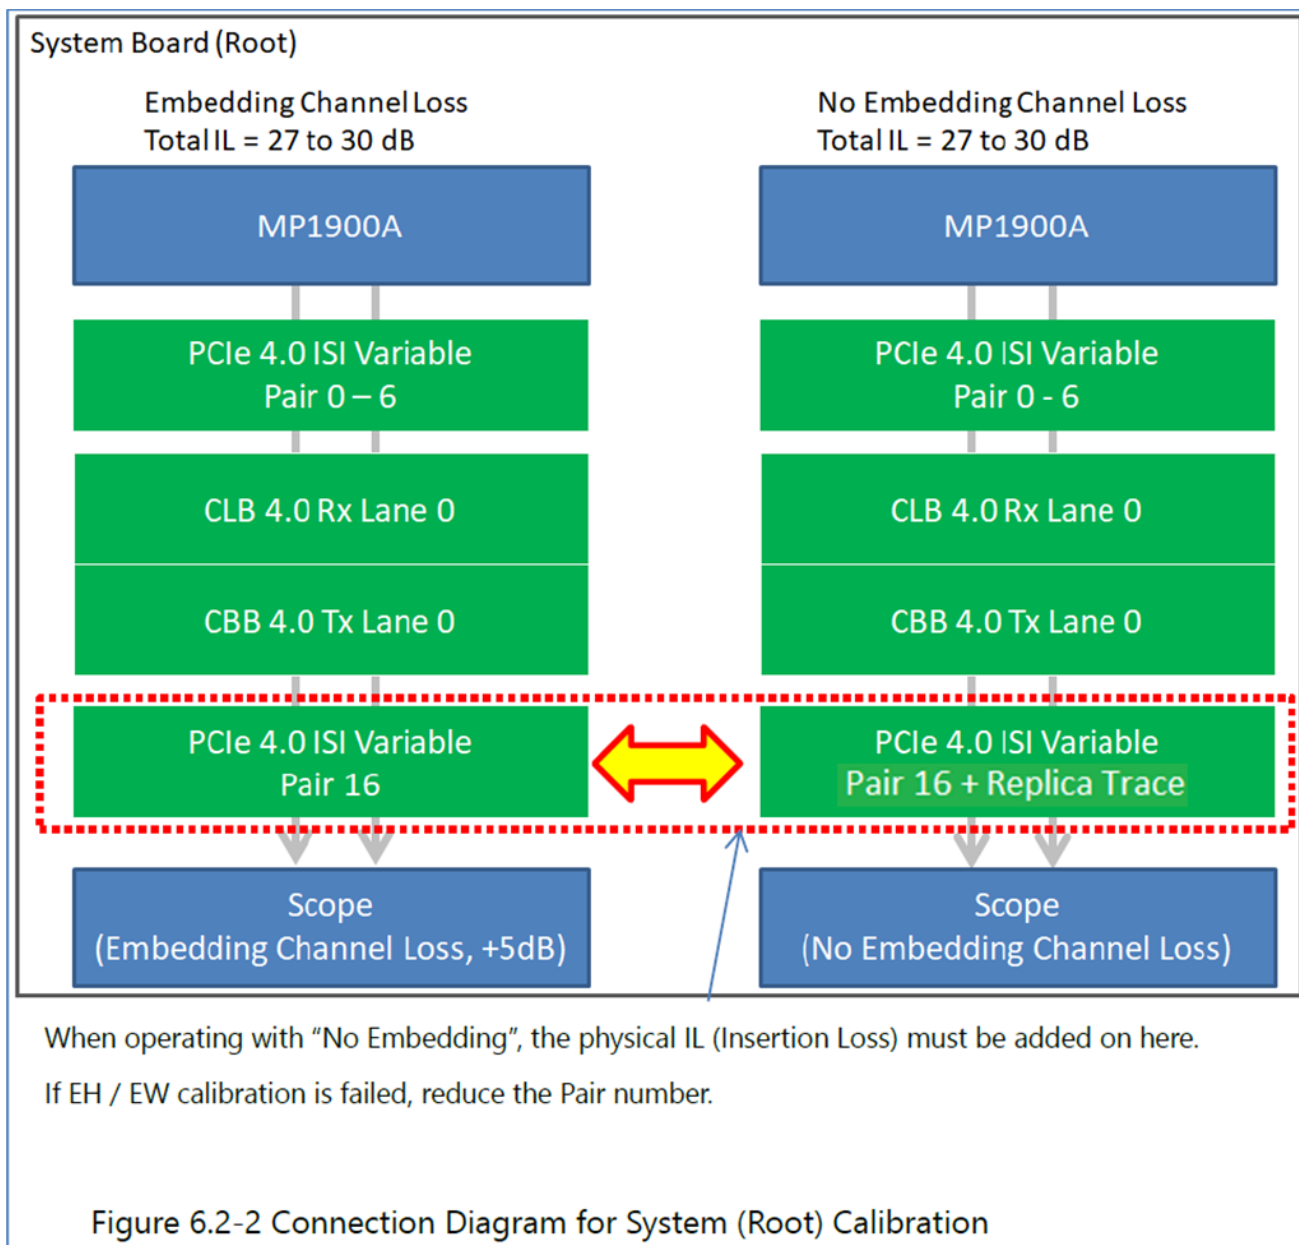 System Board (Root)
Embedding Channel Loss
Total IL = 27 to 30 dB
MP1900A
PCIe 4.0 ISI Variable
Pair 0 – 6
CLB 4.0 Rx Lane 0
CBB 4.0 Tx Lane 0
PCIe 4.0 ISI Variable
Pair 16
Scope
(Embedding Channel Loss, +5dB)
No Embedding Channel Loss
Total IL = 27 to 30 dB
MP1900A
PCIe 4.0 ISI Variable
Pair 0 - 6
CLB 4.0 Rx Lane 0
CBB 4.0 Tx Lane 0
PCIe 4.0 ISI Variable
Pair 16 + Replica Trace
Scope
(No Embedding Channel Loss)
When operating with “No Embedding”, the physical IL (Insertion Loss) must be added on here.
If EH / EW calibration is failed, reduce the Pair number.
Figure 6.2-2 Connection Diagram for System (Root) Calibration